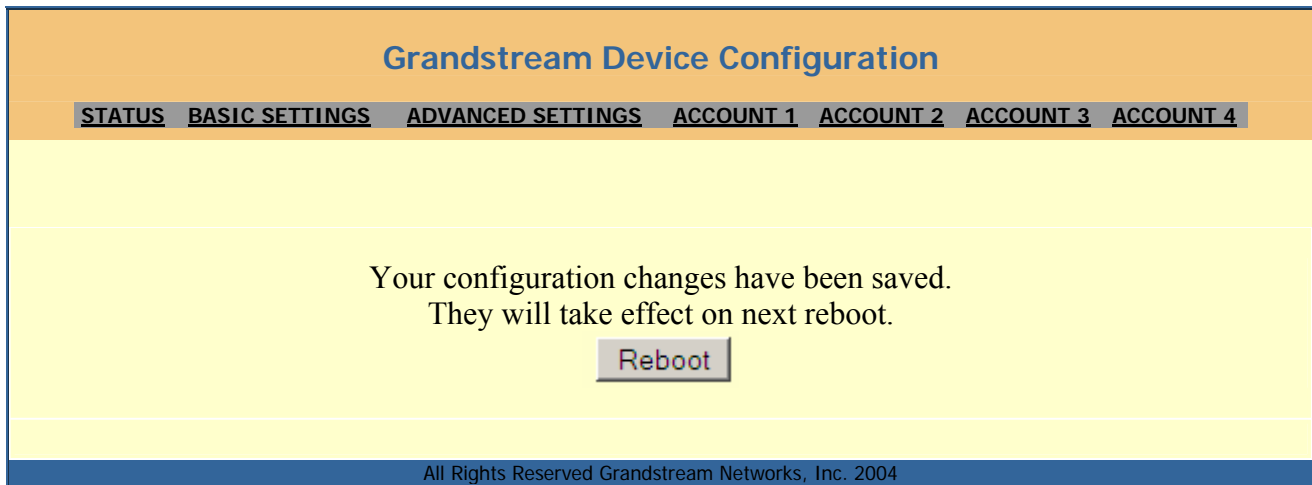 Grandstream Device Configuration
STATUS BASIC SETTINGS ADVANCED SETTINGS ACCOUNT 1 ACCOUNT 2 ACCOUNT 3 ACCOUNT 4
Your configuration changes have been saved.
They will take effect on next reboot.
Reboot
All Rights Reserved Grandstream Networks, Inc. 2004